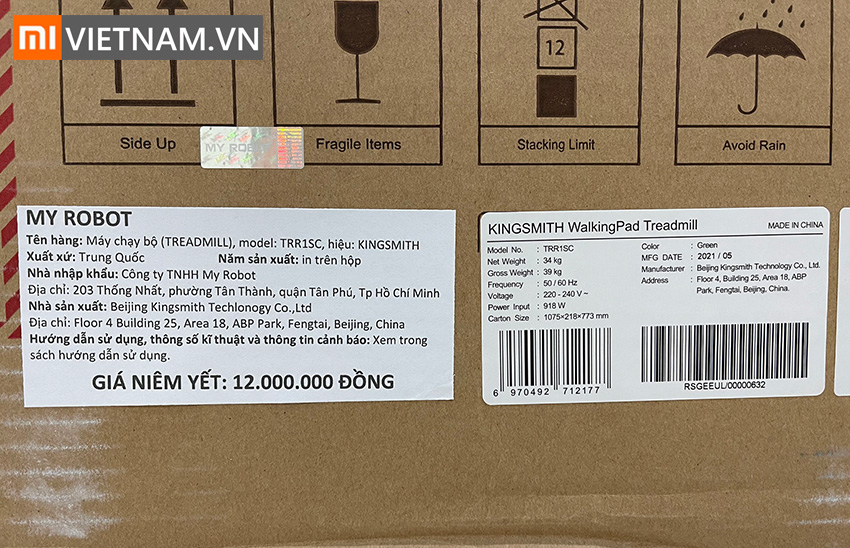 mi VIETNAM.VN
12
Side Up
Fragile Items
Stacking Limit
Avoid Rain
MY ROBOT
MY ROBOT
Tên hàng: Máy chạy bộ (TREADMILL), model: TRR1SC, hiệu: KINGSMITH
Xuất xứ: Trung Quốc Năm sản xuất: in trên hộp
Nhà nhập khẩu: Công ty TNHH My Robot
Địa chỉ: 203 Thống Nhất, phường Tân Thành, quận Tân Phú, Tp Hồ Chí Minh
Nhà sản xuất: Beijing Kingsmith Techlonogy Co.,Ltd
Địa chỉ: Floor 4 Building 25, Area 18, ABP Park, Fengtai, Beijing, China
Hướng dẫn sử dụng, thông số kĩ thuật và thông tin cảnh báo: Xem trong
sách hướng dẫn sử dụng.
GIÁ NIÊM YẾT: 12.000.000 ĐỒNG
KINGSMITH WalkingPad Treadmill MADE IN CHINA
Model No. : TRR1SC
Net Weight : 34 kg
Gross Weight : 39 kg
Frequency : 50 / 60 Hz
Voltage : 220 - 240 V ~
Power Input : 918 W
Carton Size : 1075×218×773 mm
Color : Green
MFG DATE : 2021 / 05
Manufacturer : Beijing Kingsmith Technology Co., Ltd.
Address : Floor 4, Building 25, Area 18, ABP
Park, Fengtai, Beijing, China.
6 970492 712177
RSGEEUL/00000632